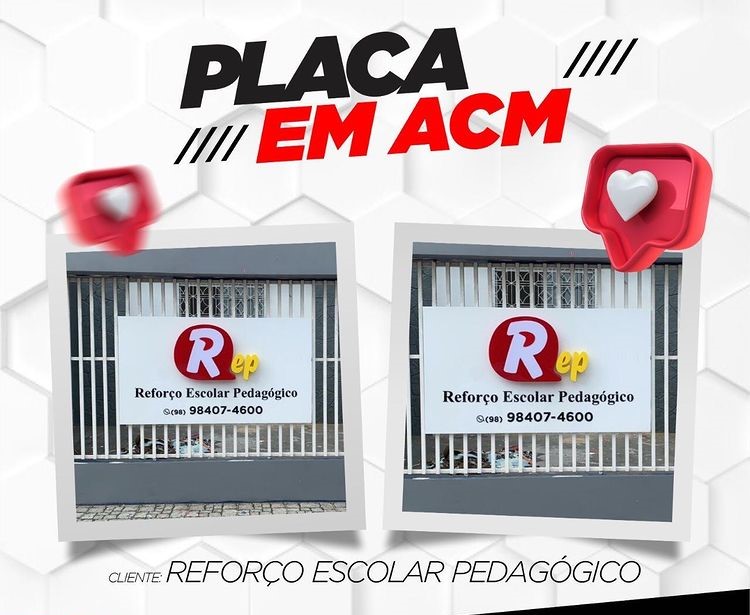 PLACA
EM ACM
Rep
Reforço Escolar Pedagógico
(98) 98407-4600
Rep
Reforço Escolar Pedagógico
(98) 98407-4600
CLIENTE: REFORÇO ESCOLAR PEDAGÓGICO